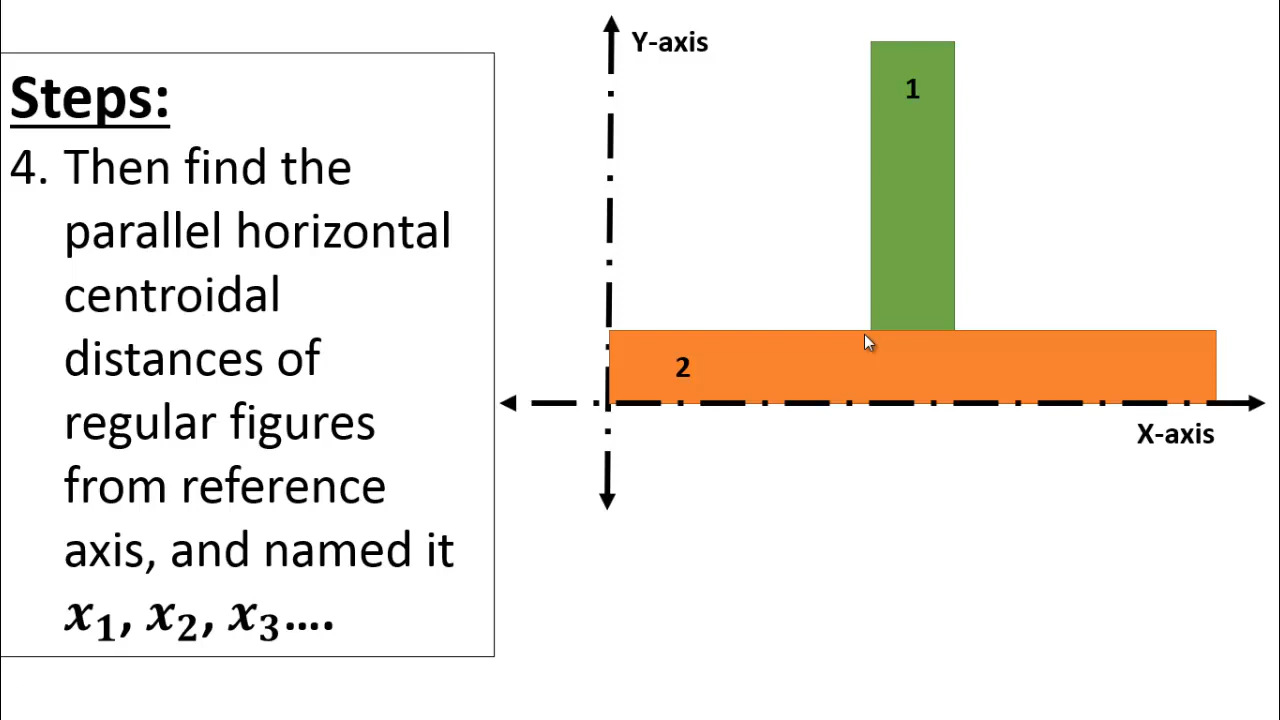 Steps:
4. Then find the
parallel horizontal
centroidal
distances of
regular figures
from reference
axis, and named it
x₁, x₂, x₃....
Y-axis
1
2
X-axis